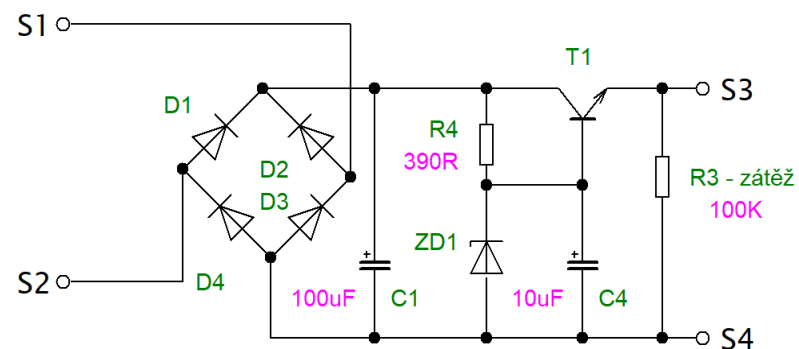 S1
T1
S3
D1
R4
390R
D2
D3
R3 - zátěž
100K
ZD1
S2
D4
100uF
C1
10uF
C4
S4